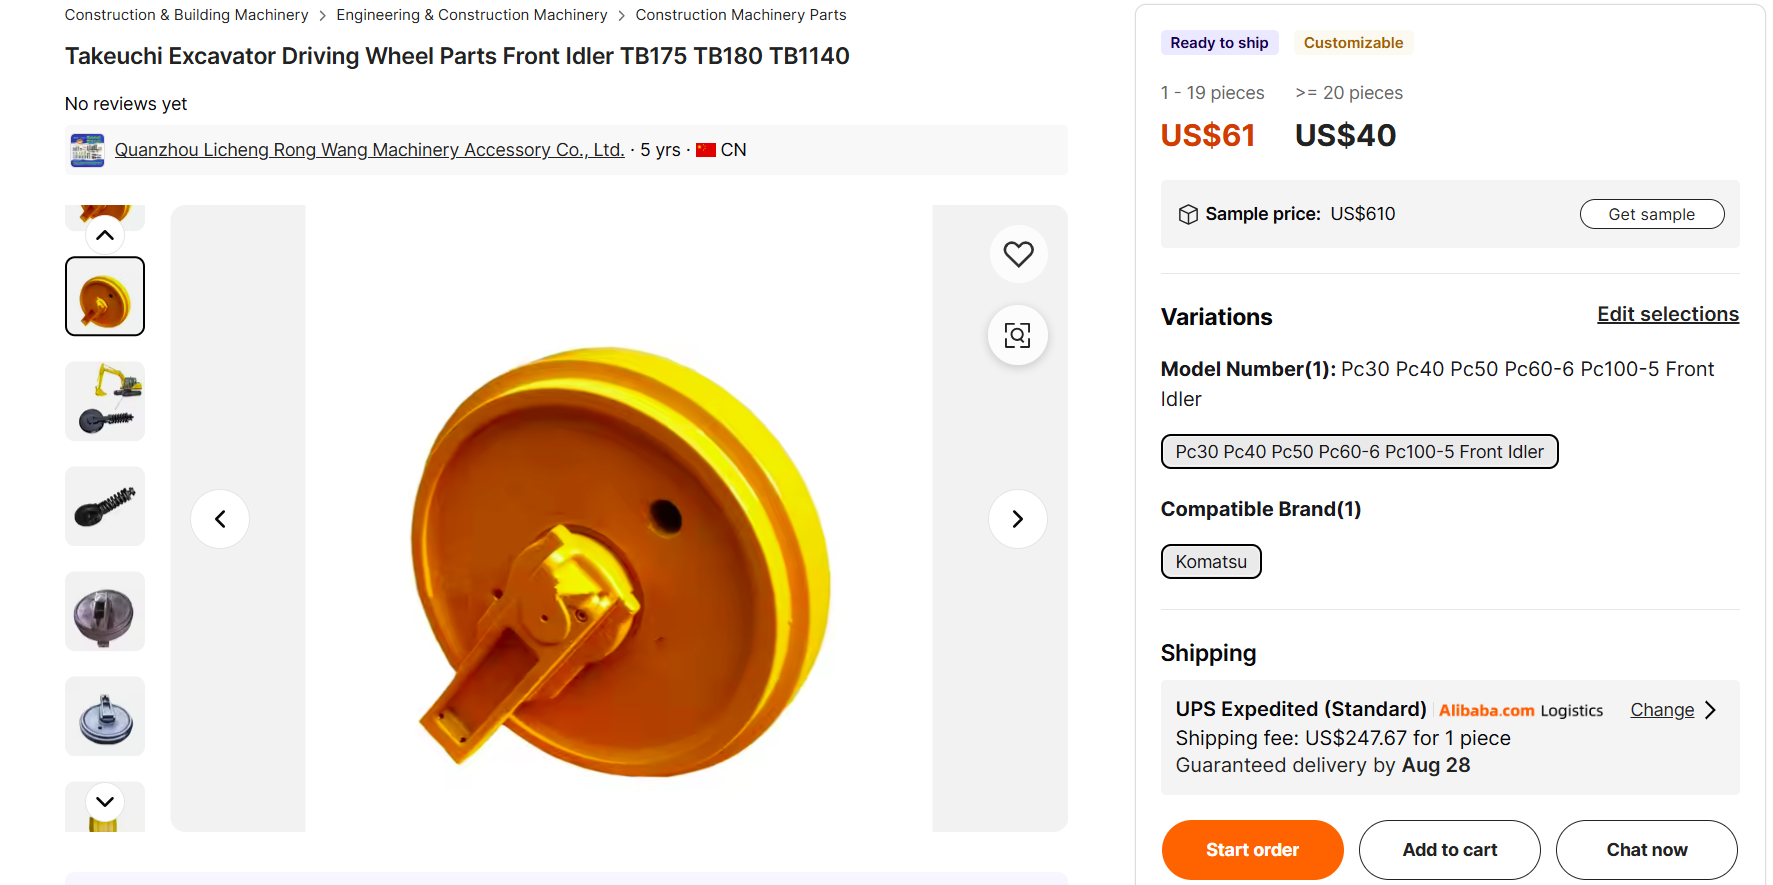 Construction & Building Machinery > Engineering & Construction Machinery > Construction Machinery Parts
Takeuchi Excavator Driving Wheel Parts Front Idler TB175 TB180 TB1140
No reviews yet
Quanzhou Licheng Rong Wang Machinery Accessory Co., Ltd. · 5 yrs · CN
Ready to ship Customizable
1 - 19 pieces >= 20 pieces
US$61 US$40
Sample price: US$610 Get sample
Variations Edit selections
Model Number(1): Pc30 Pc40 Pc50 Pc60-6 Pc100-5 Front
Idler
Pc30 Pc40 Pc50 Pc60-6 Pc100-5 Front Idler
Compatible Brand(1)
Komatsu
Shipping
UPS Expedited (Standard) Alibaba.com Logistics Change
Shipping fee: US$247.67 for 1 piece
Guaranteed delivery by Aug 28
Start order Add to cart Chat now